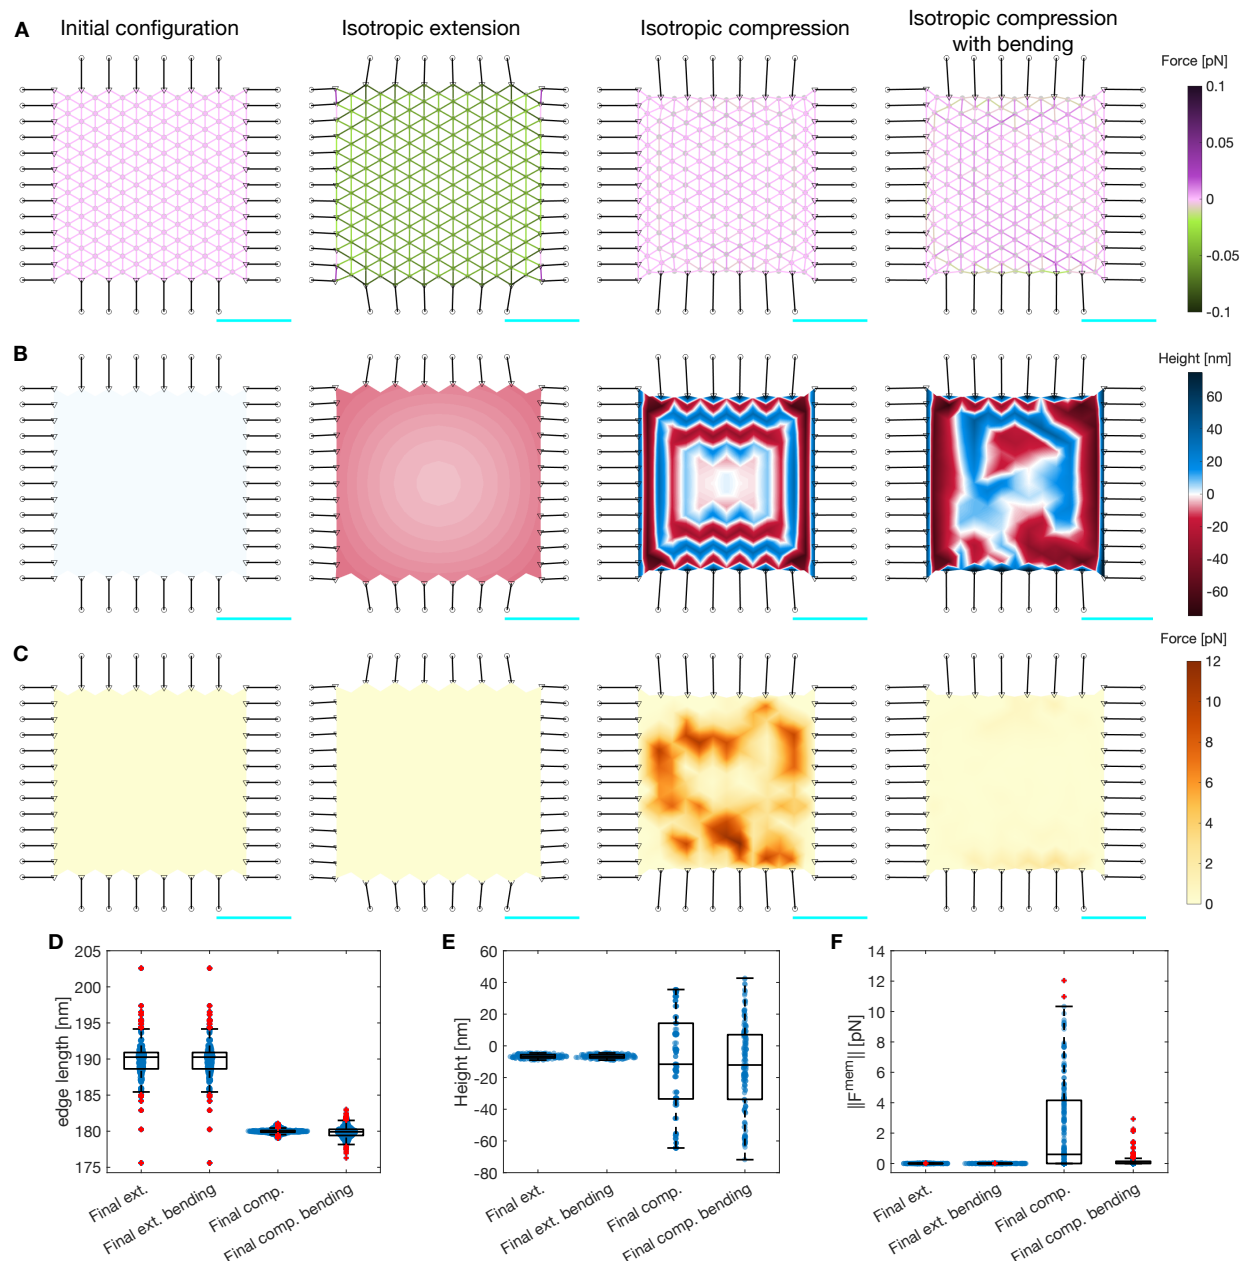 A
Initial configuration
Isotropic extension
Isotropic compression
Isotropic compression
with bending
Force [pN]
0.1
0.05
0
-0.05
-0.1
B
Height [nm]
60
40
20
0
-20
-40
-60
C
Force [pN]
12
10
8
6
4
2
0
D
205
195
190
185
180
175
edge length [nm]
Final ext.
Final ext. bending
Final comp.
Final comp. bending
E
60
40
20
0
-20
-40
-60
-80
Height [nm]
Final ext.
Final ext. bending
Final comp.
Final comp. bending
F
14
12
10
8
6
4
2
0
||F^mem|| [pN]
Final ext.
Final ext. bending
Final comp.
Final comp. bending